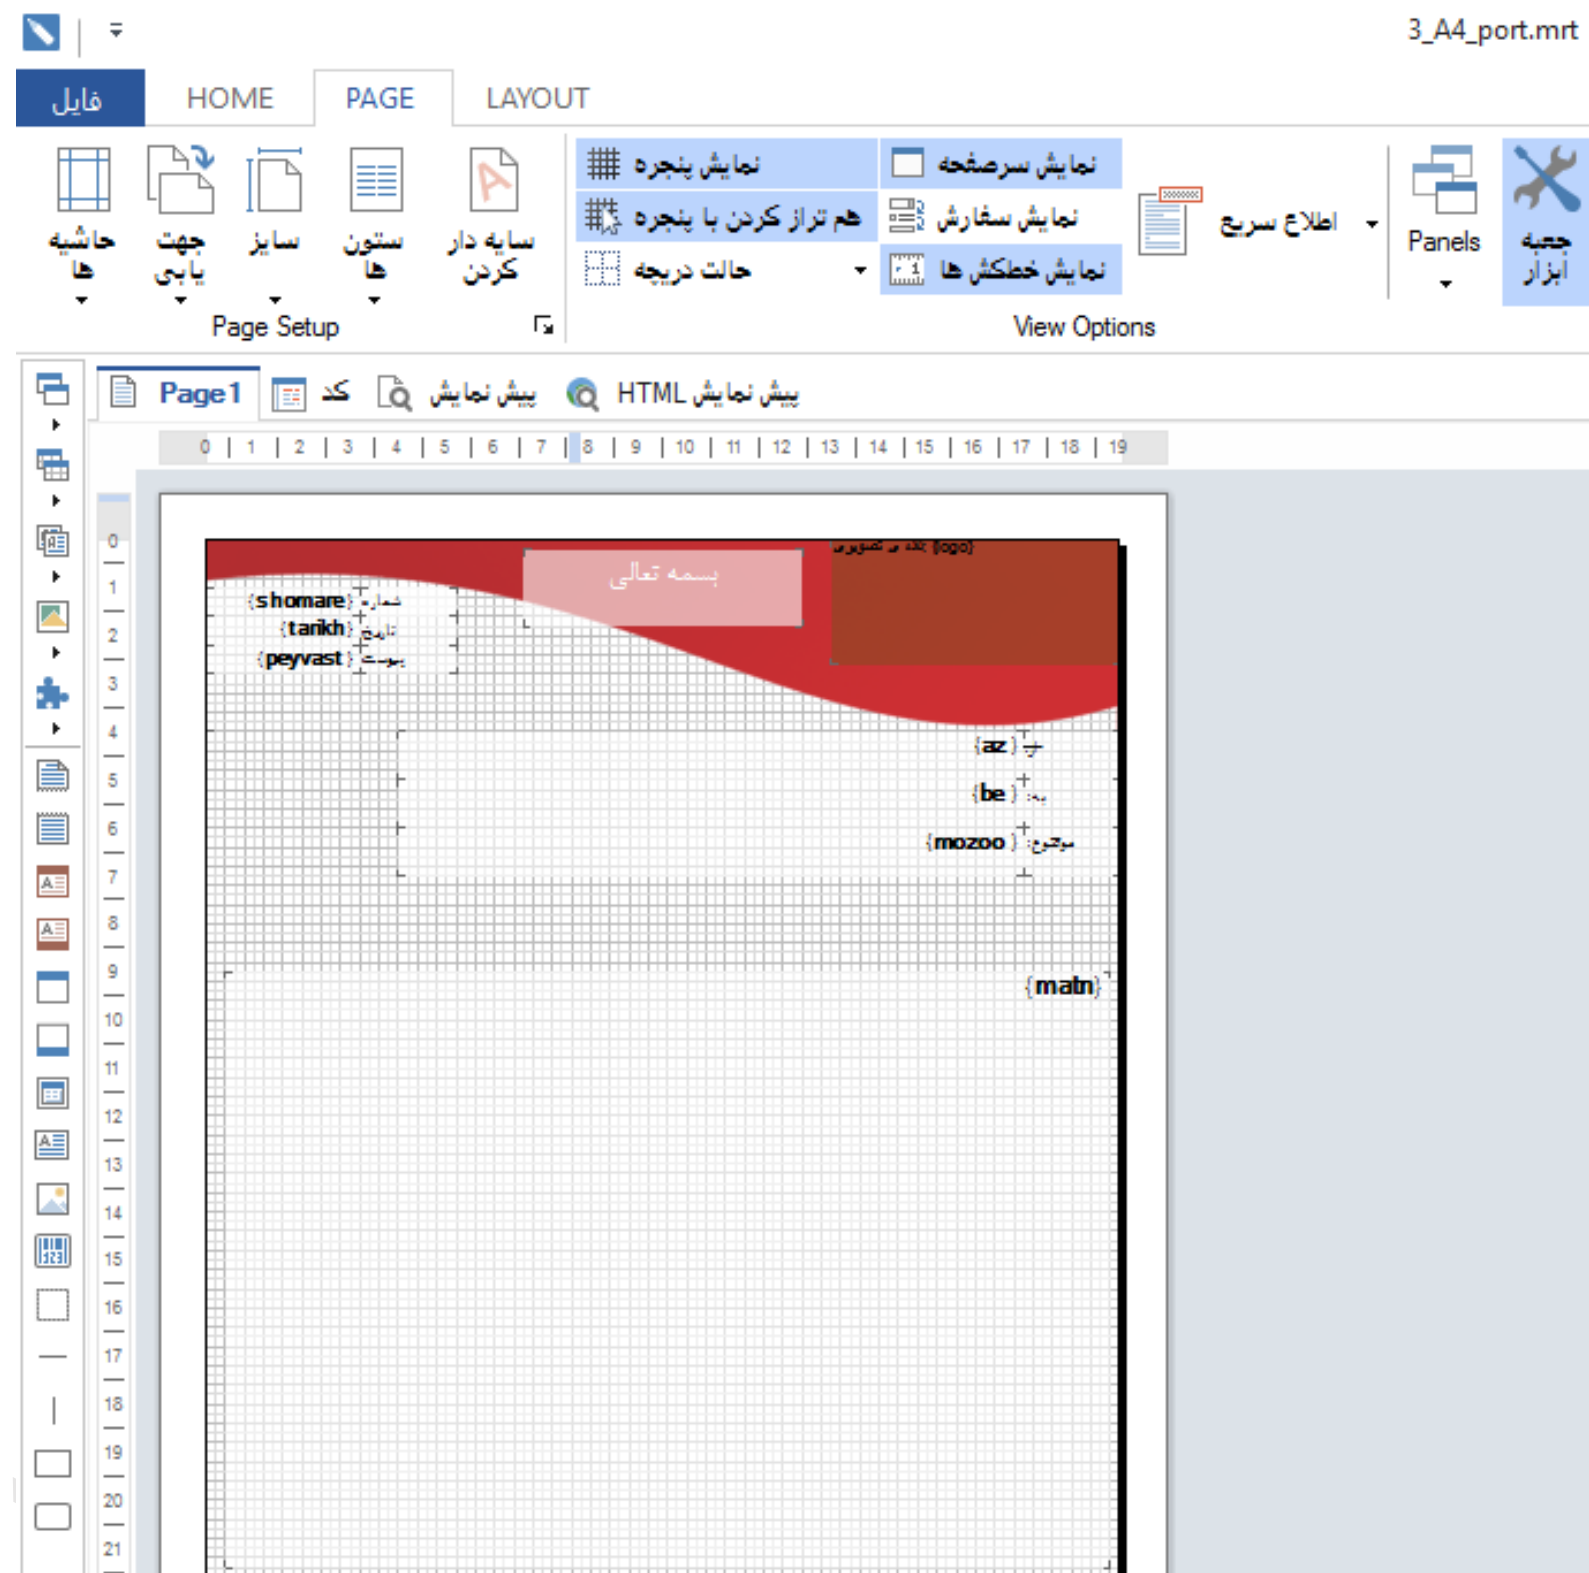 3_A4_port.mrt
فایل HOME PAGE LAYOUT
حاشیه ها
جهت یابی
سایز
ستون ها
سایه دار کردن
Page Setup
نمایش پنجره
هم تراز کردن با پنجره
حالت دریچه
نمایش سرصفحه
نمایش سفارش
نمایش خطکش ها
اطلاع سریع
View Options
Panels
جعبه ابزار
Page1 کد پیش نمایش پیش نمایش HTML
0 1 2 3 4 5 6 7 8 9 10 11 12 13 14 15 16 17 18 19
0
1
2
3
4
5
6
7
8
9
10
11
12
13
14
15
16
17
18
19
20
21
بسمه تعالی
{logo}
شماره {shomare}
تاریخ {tarikh}
پیوست {peyvast}
{az}
به: {be}
موضوع: {mozoo}
{matn}